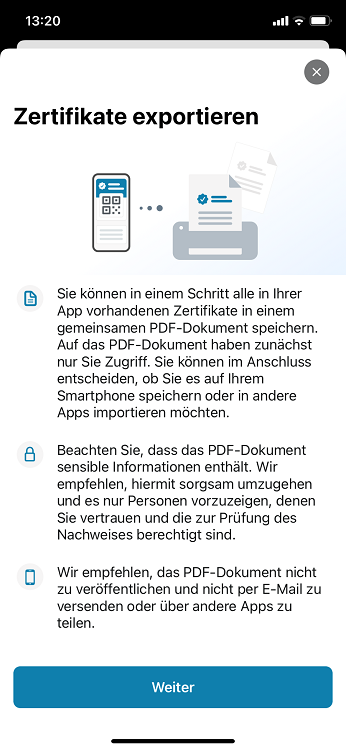 13:20
Zertifikate exportieren
Sie können in einem Schritt alle in Ihrer
App vorhandenen Zertifikate in einem
gemeinsamen PDF-Dokument speichern.
Auf das PDF-Dokument haben zunächst
nur Sie Zugriff. Sie können im Anschluss
entscheiden, ob Sie es auf Ihrem
Smartphone speichern oder in andere
Apps importieren möchten.
Beachten Sie, dass das PDF-Dokument
sensible Informationen enthält. Wir
empfehlen, hiermit sorgsam umzugehen
und es nur Personen vorzuzeigen, denen
Sie vertrauen und die zur Prüfung des
Nachweises berechtigt sind.
Wir empfehlen, das PDF-Dokument nicht
zu veröffentlichen und nicht per E-Mail zu
versenden oder über andere Apps zu
teilen.
Weiter